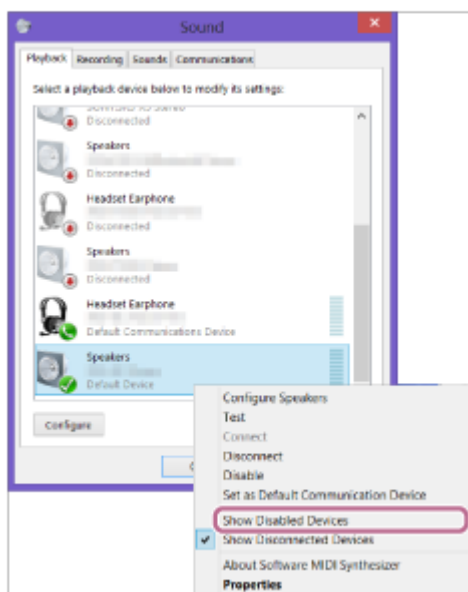 Sound
Playback Recording Sounds Communications
Select a playback device below to modify its settings:
Disconnected
Speakers
Disconnected
Headset Earphone
Disconnected
Speakers
Disconnected
Headset Earphone
Default Communications Device
Speakers
Default Device
Configure
Configure Speakers
Test
Connect
Disconnect
Disable
Set as Default Communication Device
Show Disabled Devices
Show Disconnected Devices
About Software MIDI Synthesizer
Properties